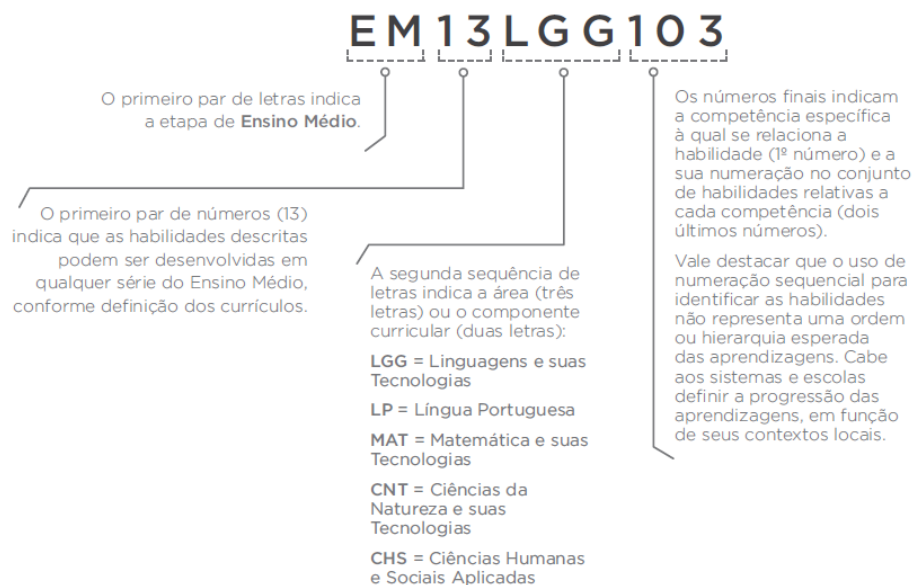 EM13LGG103
O primeiro par de letras indica
a etapa de Ensino Médio.
O primeiro par de números (13)
indica que as habilidades descritas
podem ser desenvolvidas em
qualquer série do Ensino Médio,
conforme definição dos currículos.
A segunda sequência de
letras indica a área (três
letras) ou o componente
curricular (duas letras):
LGG = Linguagens e suas
Tecnologias
LP = Língua Portuguesa
MAT = Matemática e suas
Tecnologias
CNT = Ciências da
Natureza e suas
Tecnologias
CHS = Ciências Humanas
e Sociais Aplicadas
Os números finais indicam
a competência específica
à qual se relaciona a
habilidade (1º número) e a
sua numeração no conjunto
de habilidades relativas a
cada competência (dois
últimos números).
Vale destacar que o uso de
numeração sequencial para
identificar as habilidades
não representa uma ordem
ou hierarquia esperada
das aprendizagens. Cabe
aos sistemas e escolas
definir a progressão das
aprendizagens, em função
de seus contextos locais.